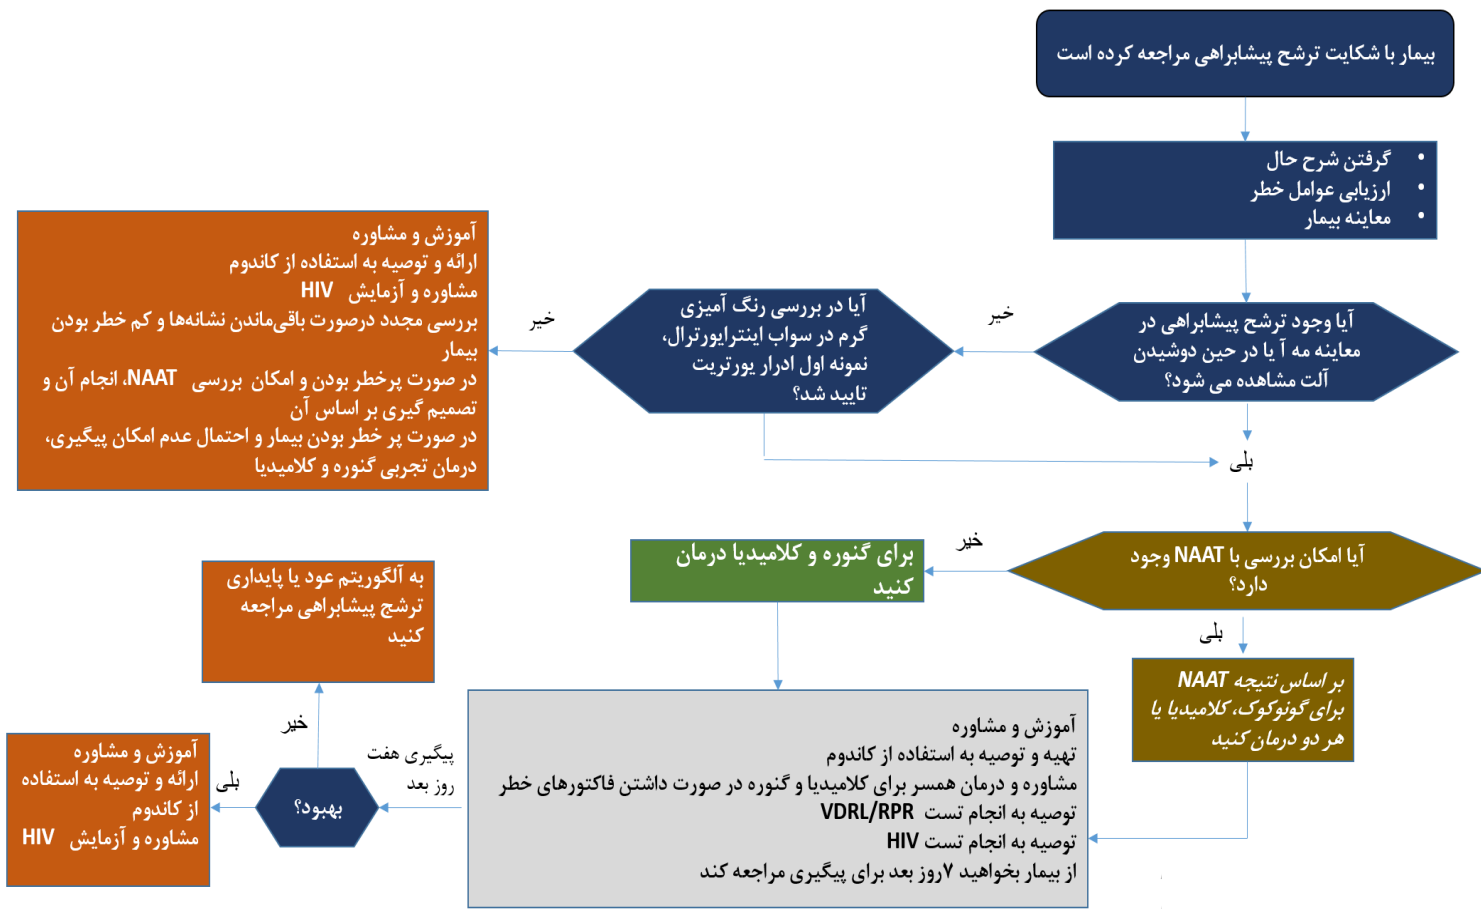 بیمار با شکایت ترشح پیشابراهی مراجعه کرده است
• گرفتن شرح حال
• ارزیابی عوامل خطر
• معاینه بیمار
آیا وجود ترشح پیشابراهی در
معاینه مه آ یا در حین دوشیدن
آلت مشاهده می شود؟
خیر
آیا در بررسی رنگ آمیزی
گرم در سواب اینترایورترال،
نمونه اول ادرار یورتریت
تایید شد؟
خیر
آموزش و مشاوره
ارائه و توصیه به استفاده از کاندوم
مشاوره و آزمایش HIV
بررسی مجدد درصورت باقی‌ماندن نشانه‌ها و کم خطر بودن
بیمار
در صورت پرخطر بودن و امکان بررسی NAAT، انجام آن و
تصمیم گیری بر اساس آن
در صورت پر خطر بودن بیمار و احتمال عدم امکان پیگیری،
درمان تجربی گنوره و کلامیدیا
بلی
آیا امکان بررسی با NAAT وجود
دارد؟
خیر
برای گنوره و کلامیدیا درمان
کنید
بلی
بر اساس نتیجه NAAT
برای گونوکوک، کلامیدیا یا
هر دو درمان کنید
آموزش و مشاوره
تهیه و توصیه به استفاده از کاندوم
مشاوره و درمان همسر برای کلامیدیا و گنوره در صورت داشتن فاکتورهای خطر
توصیه به انجام تست VDRL/RPR
توصیه به انجام تست HIV
از بیمار بخواهید ۷روز بعد برای پیگیری مراجعه کند
پیگیری هفت
روز بعد
بهبود؟
خیر
به آلگوریتم عود یا پایداری
ترشح پیشابراهی مراجعه
کنید
بلی
آموزش و مشاوره
ارائه و توصیه به استفاده
از کاندوم
مشاوره و آزمایش HIV